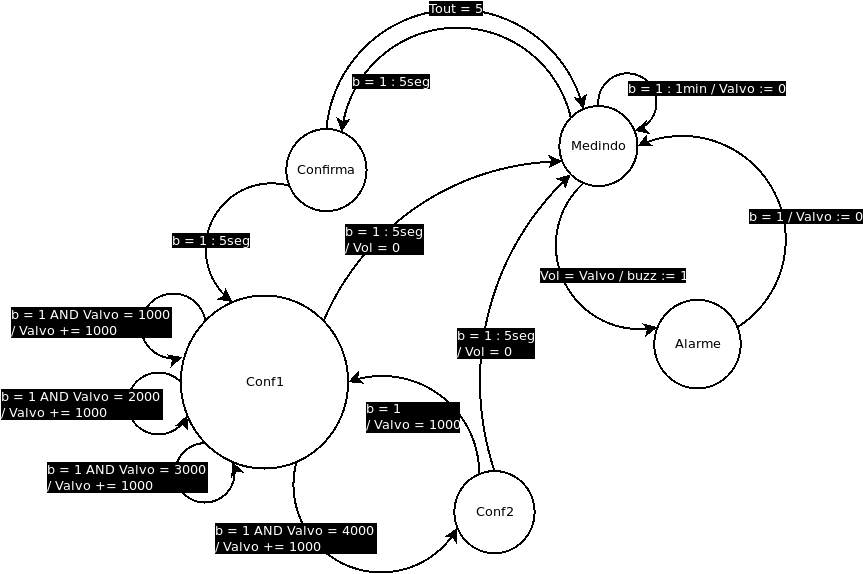 Tout = 5
b = 1 : 5seg
b = 1 : 1min / Valvo := 0
Medindo
Confirma
b = 1 / Valvo := 0
b = 1 : 5seg
b = 1 : 5seg
/ Vol = 0
Vol = Valvo / buzz := 1
b = 1 AND Valvo = 1000
/ Valvo += 1000
b = 1 : 5seg
/ Vol = 0
Alarme
Conf1
b = 1 AND Valvo = 2000
/ Valvo += 1000
b = 1
/ Valvo = 1000
b = 1 AND Valvo = 3000
/ Valvo += 1000
Conf2
b = 1 AND Valvo = 4000
/ Valvo += 1000